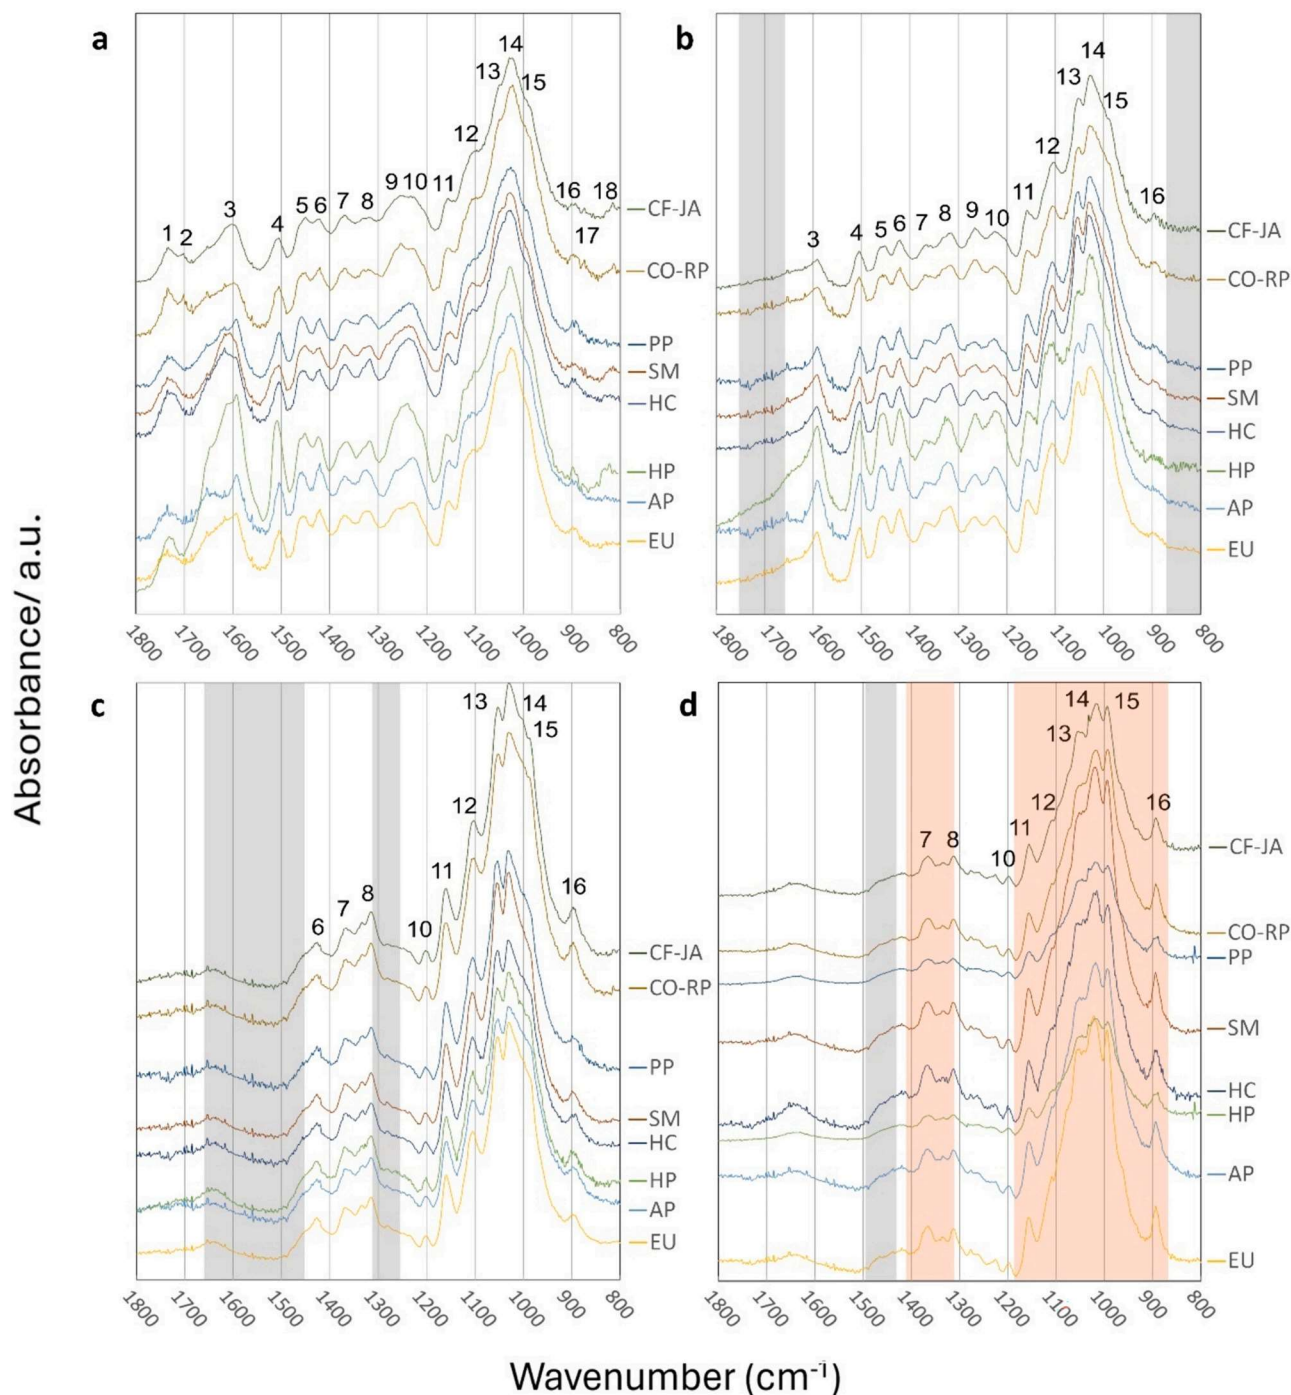 a
1 2 3 4 5 6 7 8 9 10 11 12 13 14 15 16 17 18
CF-JA
CO-RP
PP
SM
HC
HP
AP
EU
1800 1700 1600 1500 1400 1300 1200 1100 1000 900 800
b
3 4 5 6 7 8 9 10 11 12 13 14 15 16
CF-JA
CO-RP
PP
SM
HC
HP
AP
EU
1800 1700 1600 1500 1400 1300 1200 1100 1000 900 800
Absorbance/ a.u.
c
6 7 8 10 11 12 13 14 15 16
CF-JA
CO-RP
PP
SM
HC
HP
AP
EU
1800 1700 1600 1500 1400 1300 1200 1100 1000 900 800
d
7 8 10 11 12 13 14 15 16
CF-JA
CO-RP
PP
SM
HC
HP
AP
EU
1800 1700 1600 1500 1400 1300 1200 1100 1000 900 800
Wavenumber (cm⁻¹)